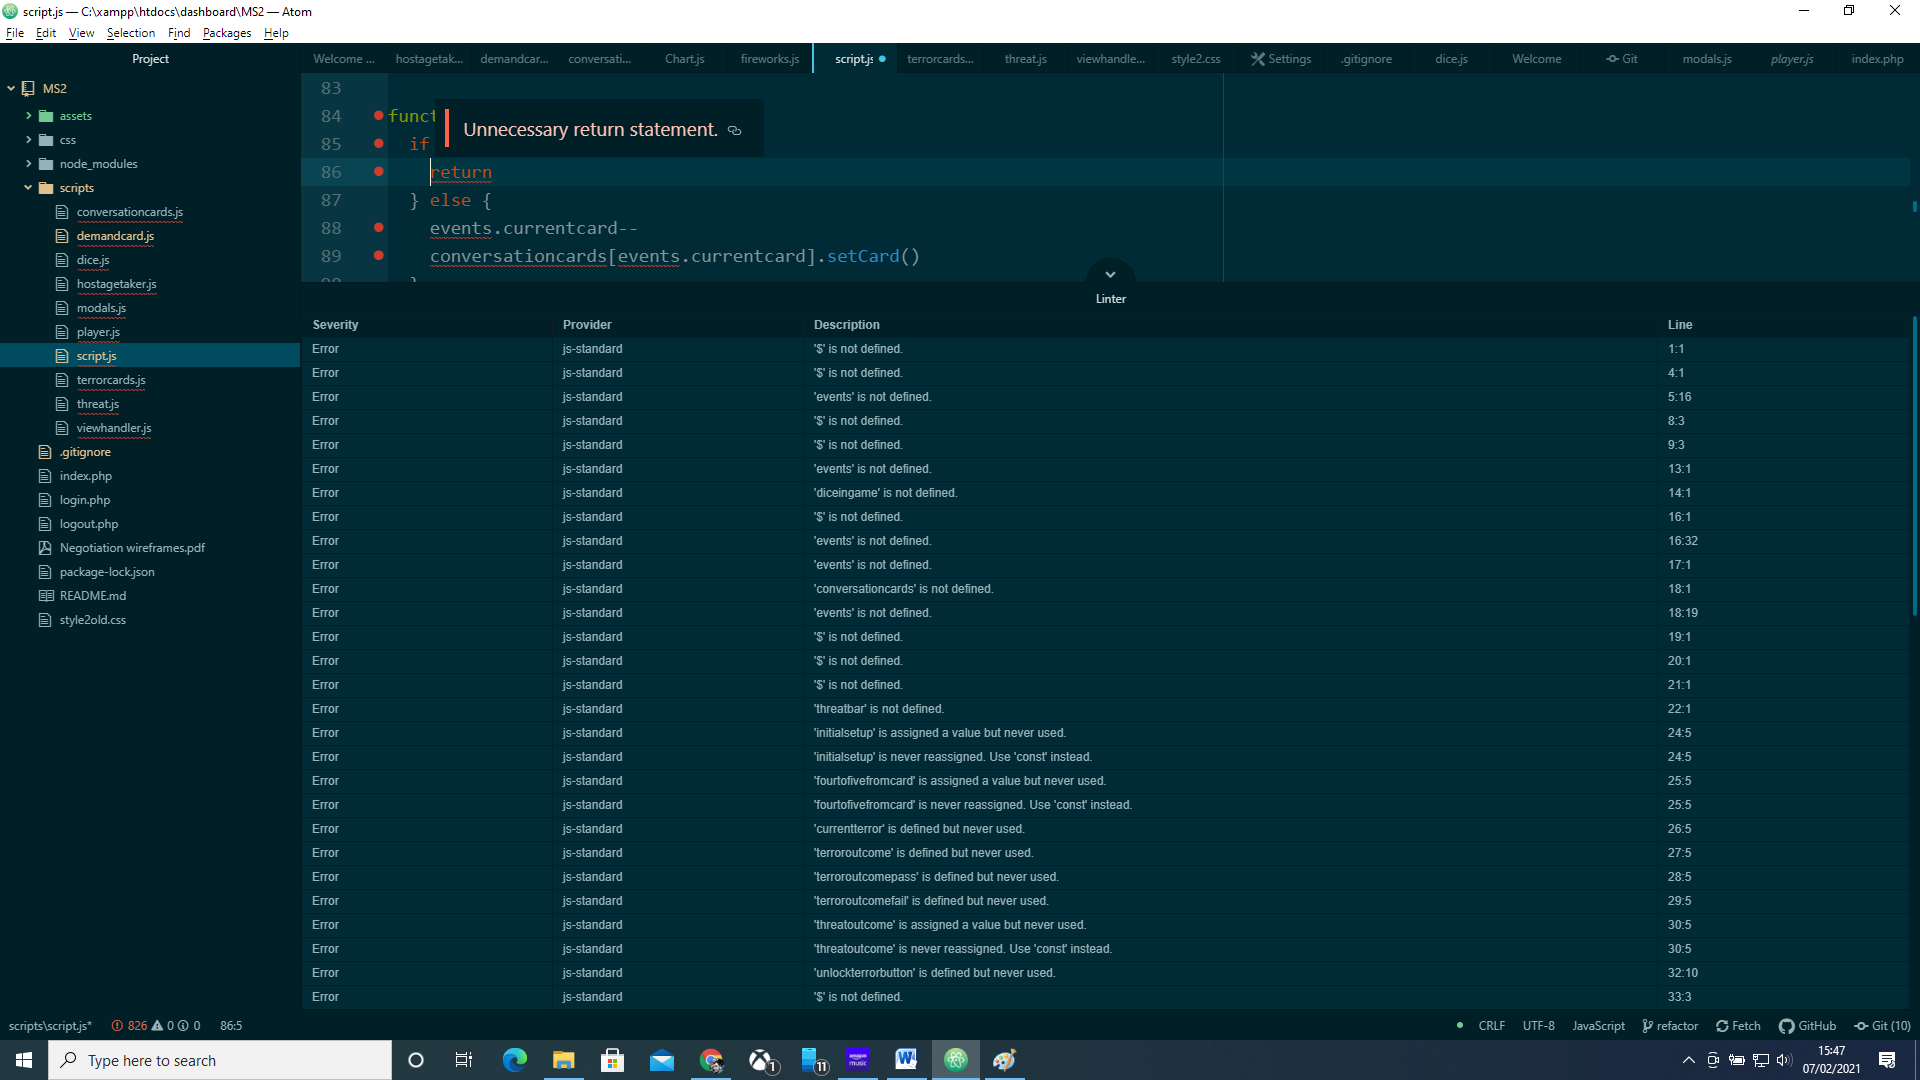 script.js — C:\xampp\htdocs\dashboard\MS2 — Atom
File Edit View Selection Find Packages Help
Project
MS2
assets
css
node_modules
scripts
conversationcards.js
demandcard.js
dice.js
hostagetaker.js
modals.js
player.js
script.js
terrorcards.js
threat.js
viewhandler.js
.gitignore
index.php
login.php
logout.php
Negotiation wireframes.pdf
package-lock.json
README.md
style2old.css
Welcome ... hostagetak... demandcar... conversati... Chart.js fireworks.js script.js terrorcards... threat.js viewhandle... style2.css Settings .gitignore dice.js Welcome Git modals.js player.js index.php
83
84 funct
Unnecessary return statement.
85 if
86 return
87 } else {
88 events.currentcard--
89 conversationcards[events.currentcard].setCard()
Linter
Severity Provider Description Line
Error js-standard '$' is not defined. 1:1
Error js-standard '$' is not defined. 4:1
Error js-standard 'events' is not defined. 5:16
Error js-standard '$' is not defined. 8:3
Error js-standard '$' is not defined. 9:3
Error js-standard 'events' is not defined. 13:1
Error js-standard 'diceingame' is not defined. 14:1
Error js-standard '$' is not defined. 16:1
Error js-standard 'events' is not defined. 16:32
Error js-standard 'events' is not defined. 17:1
Error js-standard 'conversationcards' is not defined. 18:1
Error js-standard 'events' is not defined. 18:19
Error js-standard '$' is not defined. 19:1
Error js-standard '$' is not defined. 20:1
Error js-standard '$' is not defined. 21:1
Error js-standard 'threatbar' is not defined. 22:1
Error js-standard 'initialsetup' is assigned a value but never used. 24:5
Error js-standard 'initialsetup' is never reassigned. Use 'const' instead. 24:5
Error js-standard 'fourtofivefromcard' is assigned a value but never used. 25:5
Error js-standard 'fourtofivefromcard' is never reassigned. Use 'const' instead. 25:5
Error js-standard 'currentterror' is defined but never used. 26:5
Error js-standard 'terroroutcome' is defined but never used. 27:5
Error js-standard 'terroroutcomepass' is defined but never used. 28:5
Error js-standard 'terroroutcomefail' is defined but never used. 29:5
Error js-standard 'threatoutcome' is assigned a value but never used. 30:5
Error js-standard 'threatoutcome' is never reassigned. Use 'const' instead. 30:5
Error js-standard 'unlockterrorbutton' is defined but never used. 32:10
Error js-standard '$' is not defined. 33:3
scripts\script.js* 826 0 0 86:5 CRLF UTF-8 JavaScript refactor Fetch GitHub Git (10)
Type here to search
1
11
amazon music
15:47
07/02/2021